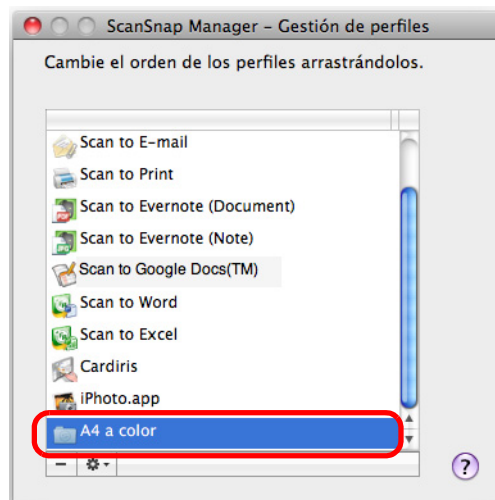 ScanSnap Manager – Gestión de perfiles
Cambie el orden de los perfiles arrastrándolos.
Scan to E-mail
Scan to Print
Scan to Evernote (Document)
Scan to Evernote (Note)
Scan to Google Docs(TM)
Scan to Word
Scan to Excel
Cardiris
iPhoto.app
A4 a color
?